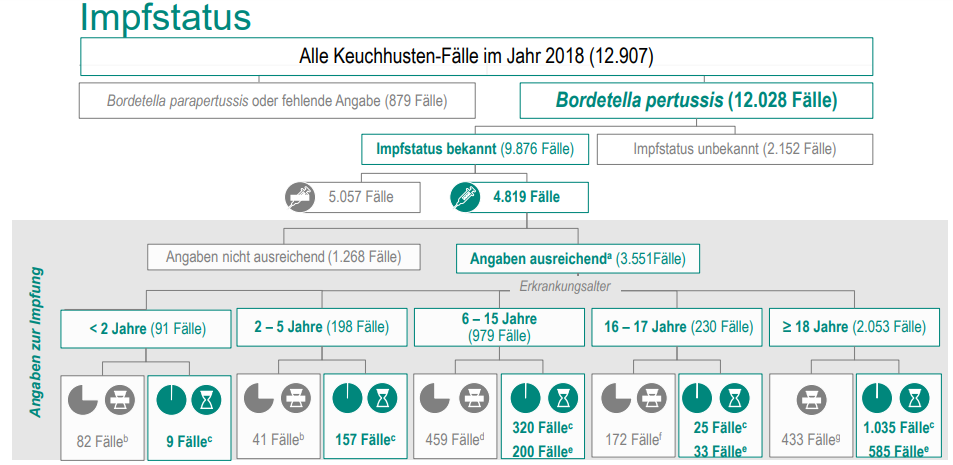 Impfstatus
Alle Keuchhusten-Fälle im Jahr 2018 (12.907)
Bordetella parapertussis oder fehlende Angabe (879 Fälle)
Bordetella pertussis (12.028 Fälle)
Impfstatus bekannt (9.876 Fälle)
Impfstatus unbekannt (2.152 Fälle)
5.057 Fälle
4.819 Fälle
Angaben zur Impfung
Angaben nicht ausreichend (1.268 Fälle)
Angaben ausreichendᵃ (3.551Fälle)
Erkrankungsalter
< 2 Jahre (91 Fälle)
2 – 5 Jahre (198 Fälle)
6 – 15 Jahre
(979 Fälle)
16 – 17 Jahre (230 Fälle)
≥ 18 Jahre (2.053 Fälle)
82 Fälleᵇ
9 Fälleᶜ
41 Fälleᵇ
157 Fälleᶜ
459 Fälleᵈ
320 Fälleᶜ
200 Fälleᵉ
172 Fälleᶠ
25 Fälleᶜ
33 Fälleᵉ
433 Fälleᵍ
1.035 Fälleᶜ
585 Fälleᵉ